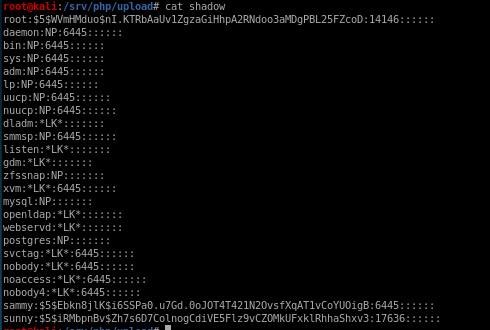 root@kali:/srv/php/upload# cat shadow
root:$5$WVmHMduo$nI.KTRbAaUv1ZgzaGiHhpA2RNdoo3aMDgPBL25FZcoD:14146::::::
daemon:NP:6445::::::
bin:NP:6445::::::
sys:NP:6445::::::
adm:NP:6445::::::
lp:NP:6445::::::
uucp:NP:6445::::::
nuucp:NP:6445::::::
dladm:*LK*:::::::
smmsp:NP:6445::::::
listen:*LK*:::::::
gdm:*LK*:::::::
zfssnap:NP:::::::
xvm:*LK*:6445::::::
mysql:NP:::::::
openldap:*LK*:::::::
webservd:*LK*:::::::
postgres:NP:::::::
svctag:*LK*:6445::::::
nobody:*LK*:6445::::::
noaccess:*LK*:6445::::::
nobody4:*LK*:6445::::::
sammy:$5$Ebkn8jlK$i6SSPa0.u7Gd.0oJOT4T421N2OvsfXqAT1vCoYUOigB:6445::::::
sunny:$5$iRMbpnBv$Zh7s6D7ColnogCdiVE5Flz9vCZOMkUFxklRhhaShxv3:17636::::::
root@kali:/srv/php/upload#